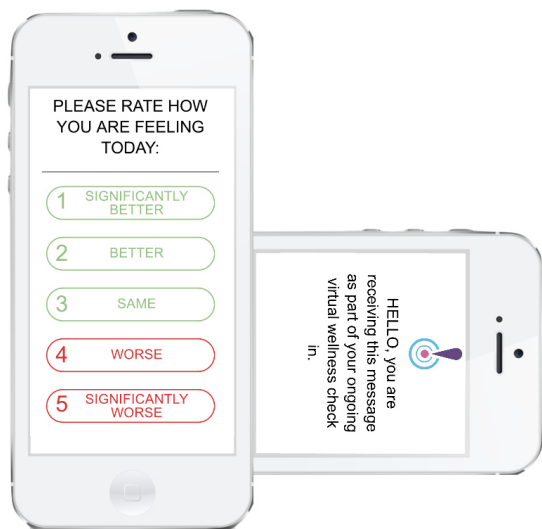 PLEASE RATE HOW
YOU ARE FEELING
TODAY:
1 SIGNIFICANTLY
BETTER
2 BETTER
3 SAME
4 WORSE
5 SIGNIFICANTLY
WORSE
HELLO, you are
receiving this message
as part of your ongoing
virtual wellness check
in.